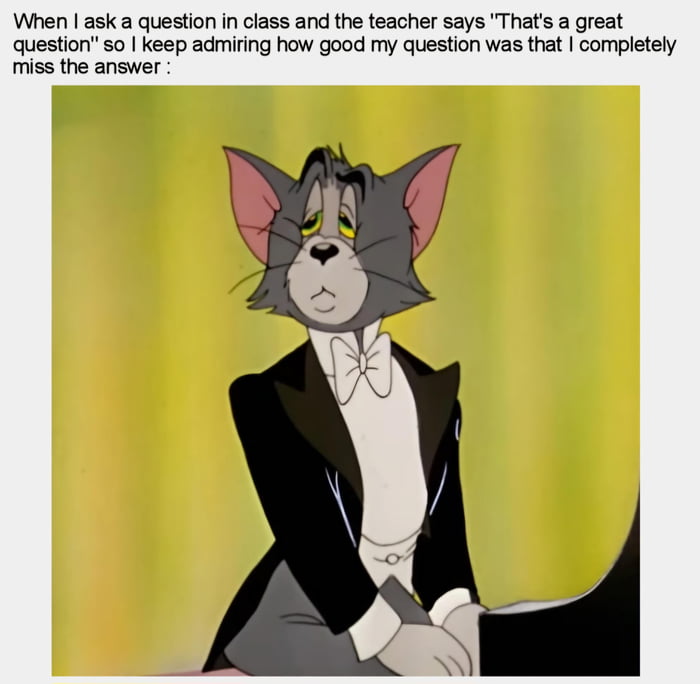 When I ask a question in class and the teacher says "That's a great
question" so I keep admiring how good my question was that I completely
miss the answer :